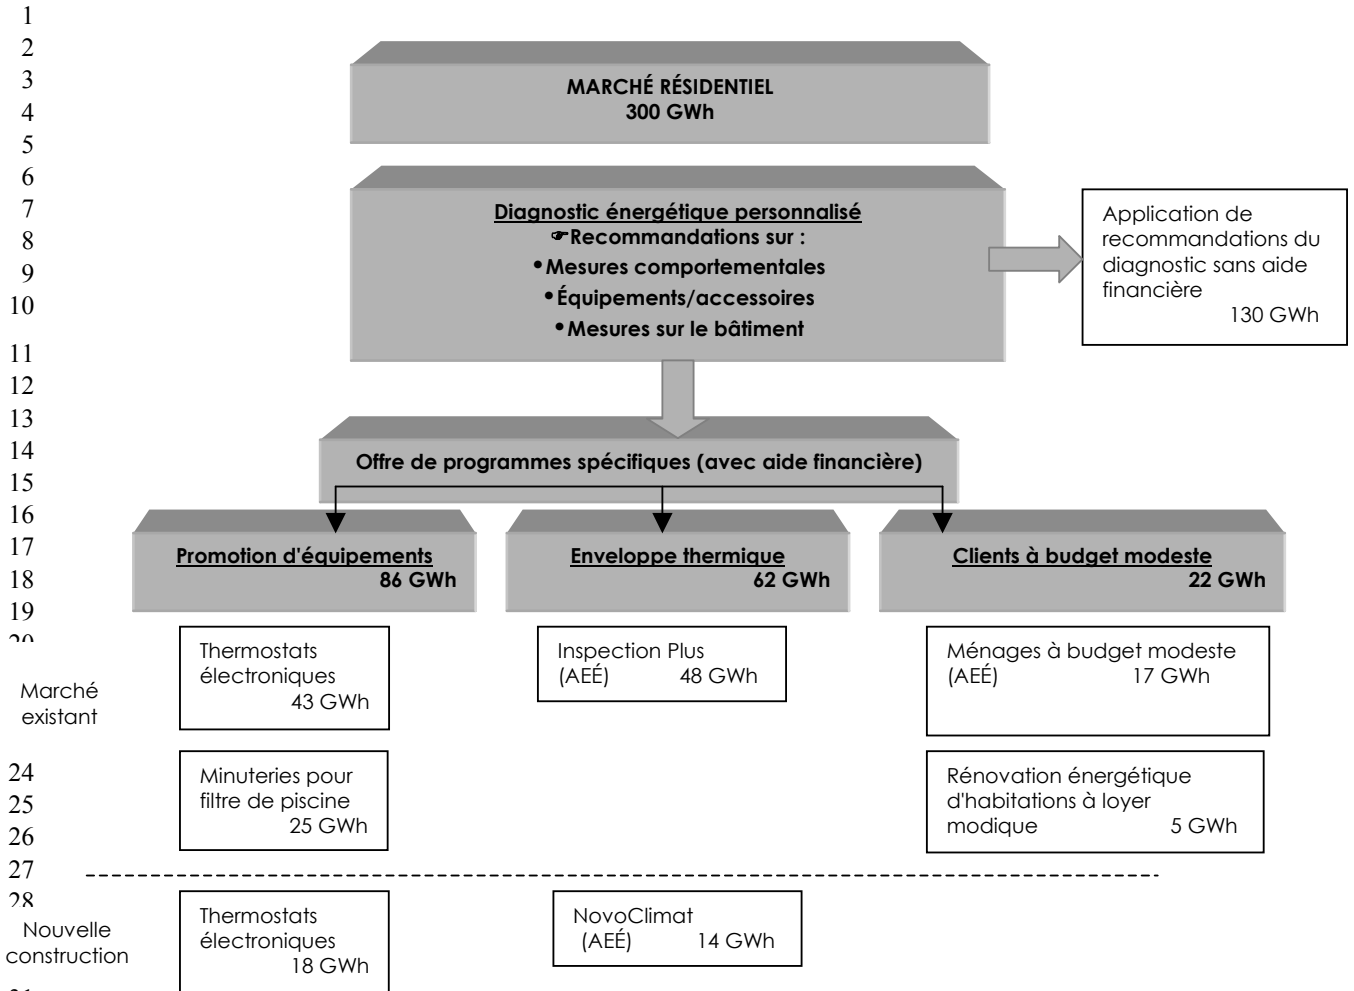 1
2
3
4
5
6
7
8
9
10
11
12
13
14
15
16
17
18
19
MARCHÉ RÉSIDENTIEL
300 GWh
Diagnostic énergétique personnalisé
☞Recommandations sur :
•Mesures comportementales
•Équipements/accessoires
•Mesures sur le bâtiment
Application de
recommandations du
diagnostic sans aide
financière
130 GWh
Offre de programmes spécifiques (avec aide financière)
Promotion d'équipements
86 GWh
Enveloppe thermique
62 GWh
Clients à budget modeste
22 GWh
20
Marché
existant
Thermostats
électroniques
43 GWh
Inspection Plus
(AEÉ) 48 GWh
Ménages à budget modeste
(AEÉ) 17 GWh
24
25
26
27
28
Minuteries pour
filtre de piscine
25 GWh
Rénovation énergétique
d'habitations à loyer
modique 5 GWh
Nouvelle
construction
Thermostats
électroniques
18 GWh
NovoClimat
(AEÉ) 14 GWh